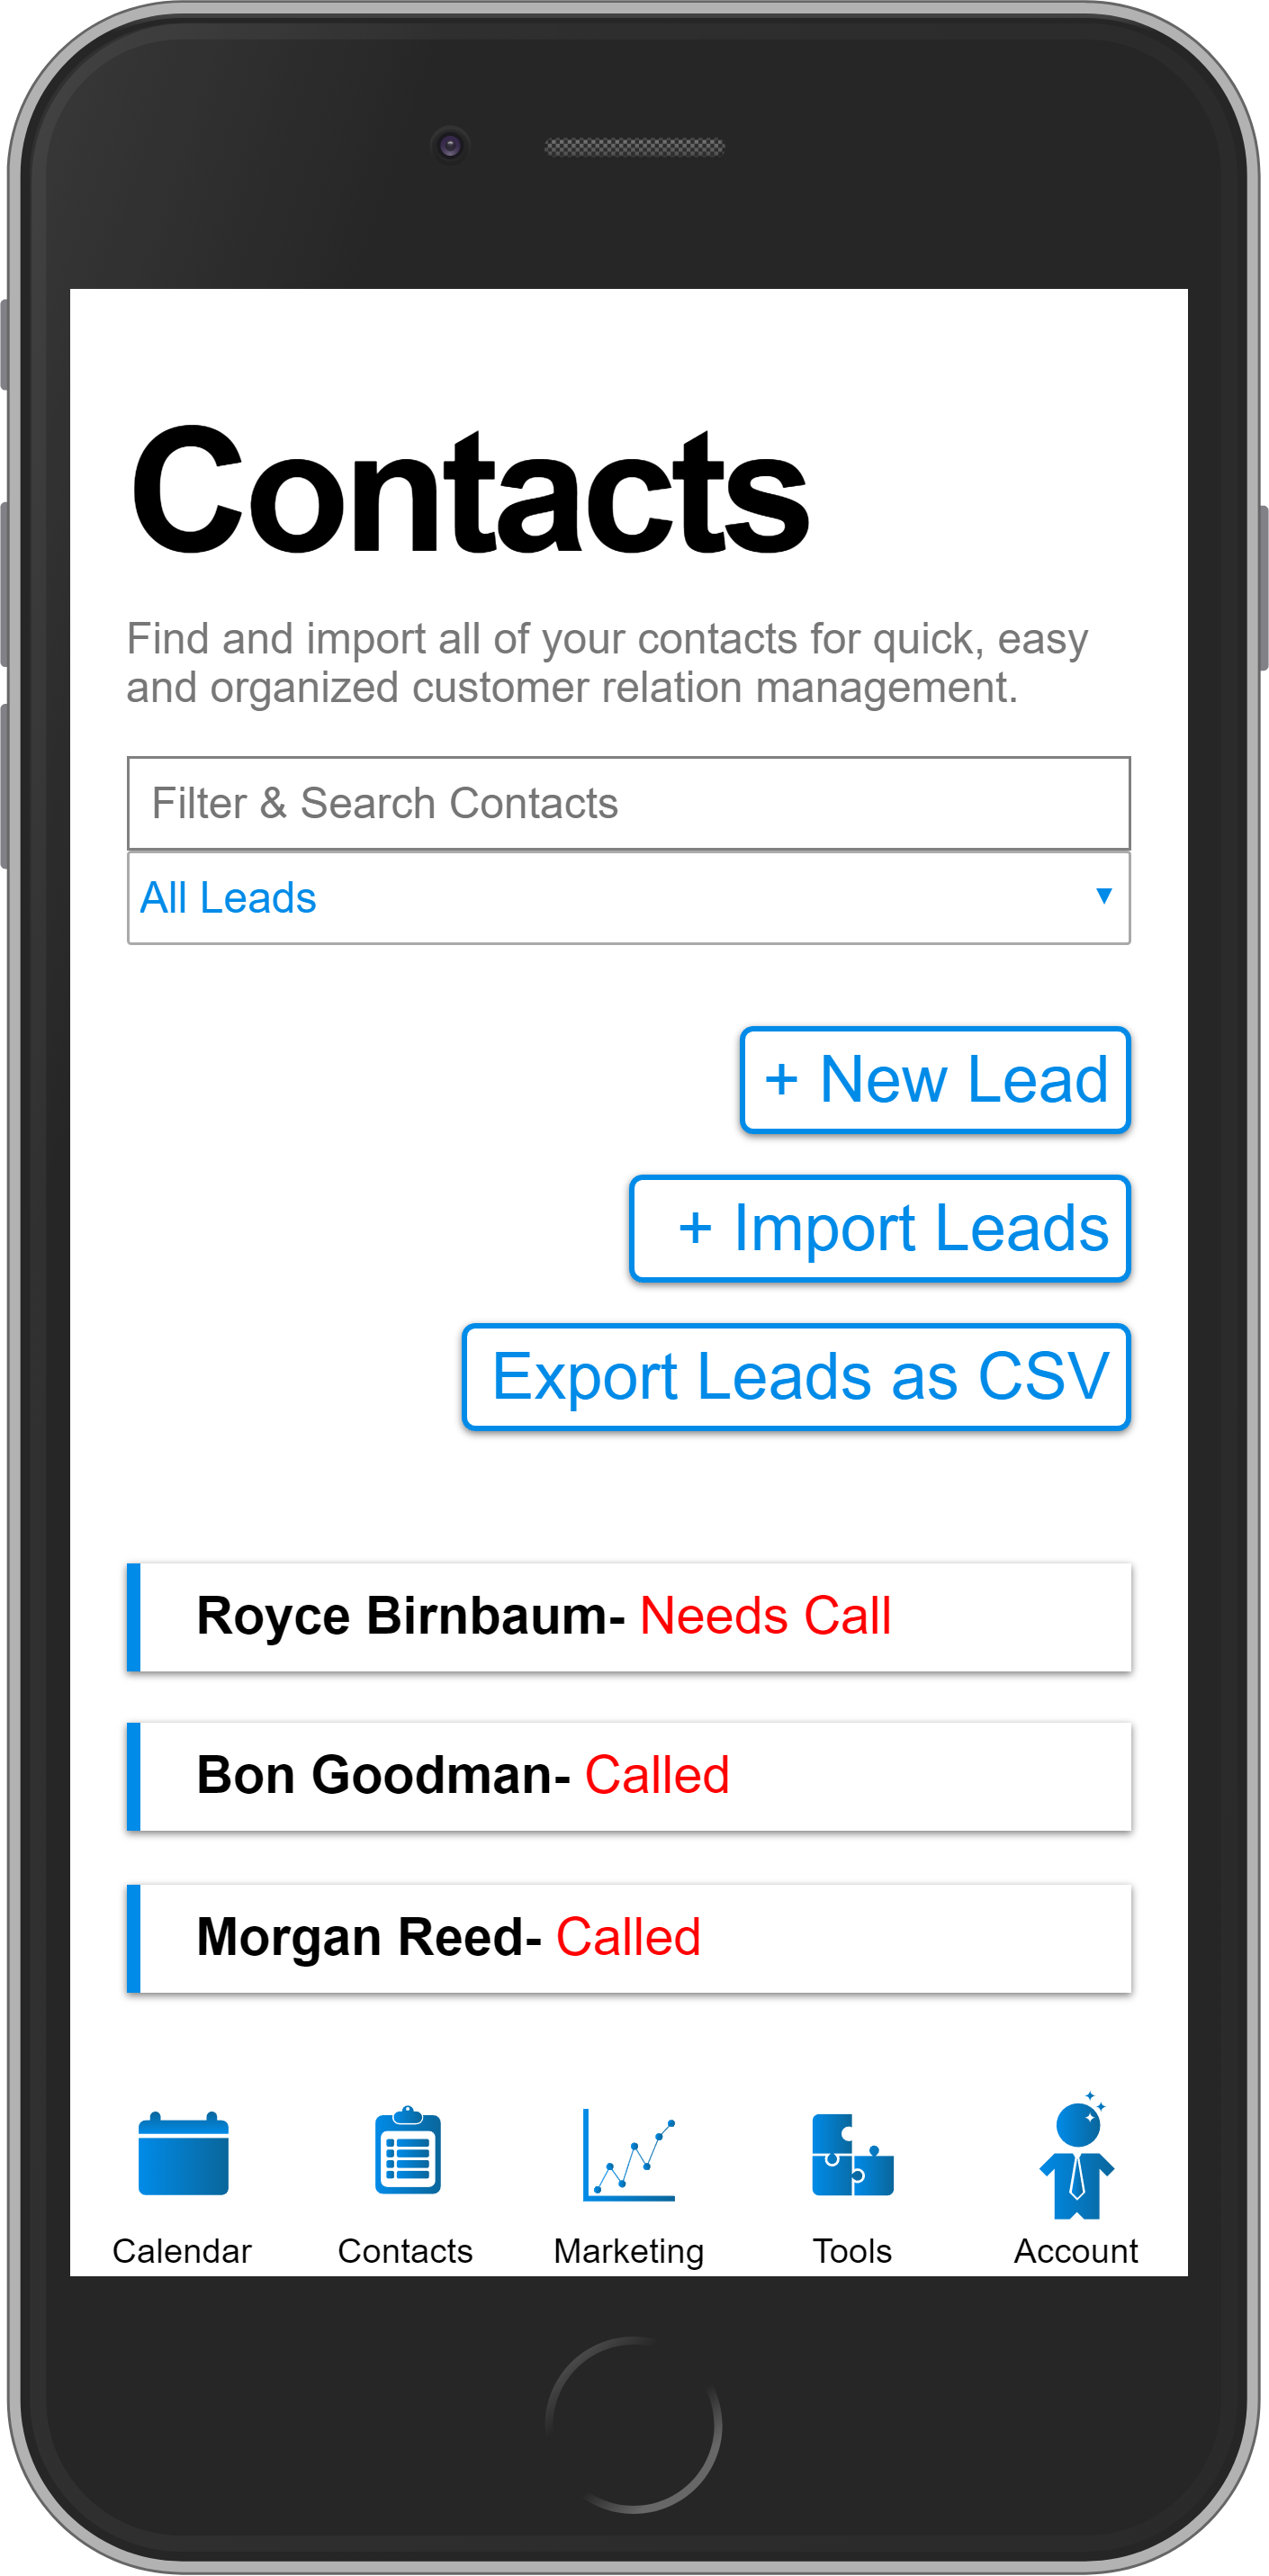 Contacts
Find and import all of your contacts for quick, easy
and organized customer relation management.
Filter & Search Contacts
All Leads
+ New Lead
+ Import Leads
Export Leads as CSV
Royce Birnbaum- Needs Call
Bon Goodman- Called
Morgan Reed- Called
Calendar Contacts Marketing Tools Account